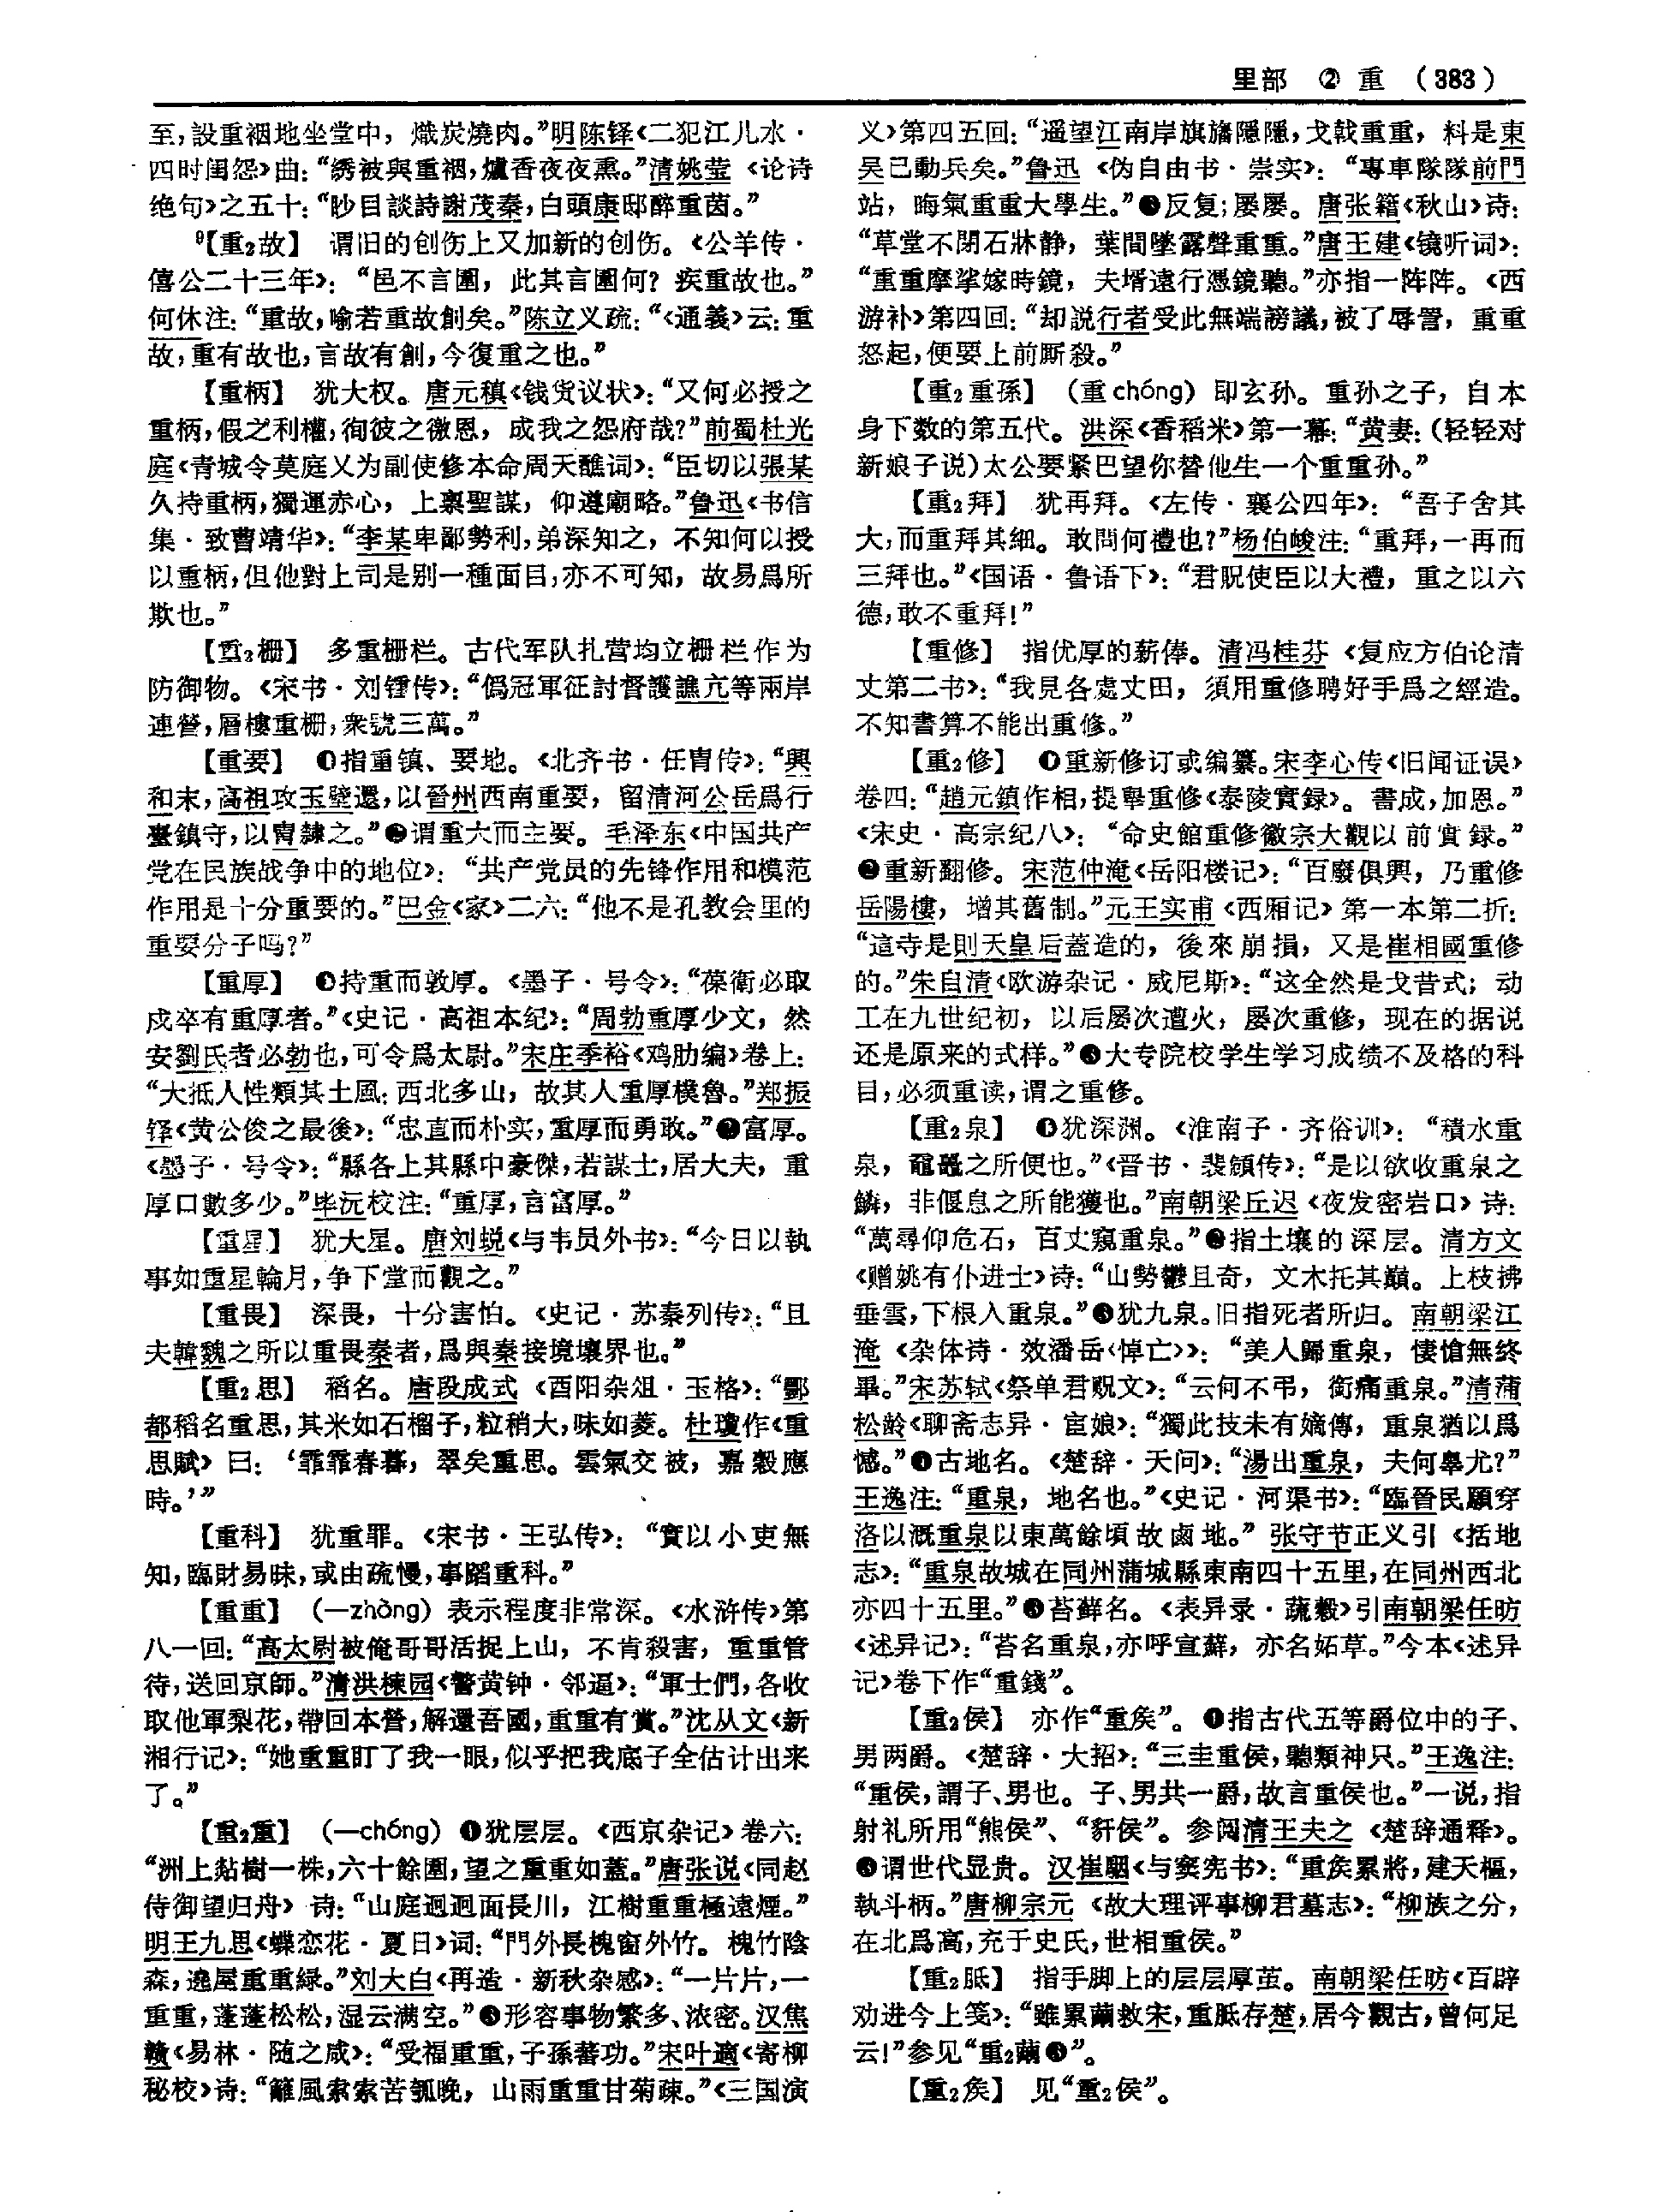 里部 ② 重 （383）
至，設重裀地坐堂中，熾炭燒肉。”明陈铎《二犯江儿水·
四时闺怨》曲：“綉被與重裀，爐香夜夜熏。”清姚莹《论诗
绝句》之五十：“眇目談詩謝茂秦，白頭康邸醉重茵。”
【重2故】 谓旧的创伤上又加新的创伤。《公羊传·
僖公二十三年》：“邑不言圍，此其言圍何？疾重故也。”
何休注：“重故，喻若重故創矣。”陈立义疏：“《通義》云：重
故，重有故也，言故有創，今復重之也。”
【重柄】 犹大权。唐元稹《钱货议状》：“又何必授之
重柄，假之利權，徇彼之微恩，成我之怨府哉？”前蜀杜光
庭《青城令莫庭乂为副使修本命周天醮词》：“臣切以張某
久持重柄，獨運赤心，上禀聖謀，仰遵廟略。”鲁迅《书信
集·致曹靖华》：“李某卑鄙勢利，弟深知之，不知何以授
以重柄，但他對上司是别一種面目，亦不可知，故易爲所
欺也。”
【重2栅】 多重栅栏。古代军队扎营均立栅栏作为
防御物。《宋书·刘锺传》：“僞冠軍征討督護譙亢等兩岸
連營，層樓重栅，衆號三萬。”
【重要】 ❶指重镇、要地。《北齐书·任胄传》：“興
和末，高祖攻玉壁還，以晉州西南重要，留清河公岳爲行
臺鎮守，以胄隸之。”❷谓重大而主要。毛泽东《中国共产
党在民族战争中的地位》：“共产党员的先锋作用和模范
作用是十分重要的。”巴金《家》二六：“他不是孔教会里的
重要分子吗？”
【重厚】 ❶持重而敦厚。《墨子·号令》：“葆衛必取
戍卒有重厚者。”《史记·高祖本纪》：“周勃重厚少文，然
安劉氏者必勃也，可令爲太尉。”宋庄季裕《鸡肋编》卷上：
“大抵人性類其土風：西北多山，故其人重厚樸魯。”郑振
铎《黄公俊之最後》：“忠直而朴实，重厚而勇敢。”❷富厚。
《墨子·号令》：“縣各上其縣中豪傑，若謀士，居大夫，重
厚口數多少。”毕沅校注：“重厚，言富厚。”
【重星】 犹大星。唐刘蜕《与韦员外书》：“今日以執
事如重星輪月，争下堂而觀之。”
【重畏】 深畏，十分害怕。《史记·苏秦列传》：“且
夫韓魏之所以重畏秦者，爲與秦接境壤界也。”
【重2思】 稻名。唐段成式《酉阳杂俎·玉格》：“酆
都稻名重思，其米如石榴子，粒稍大，味如菱。杜瓊作《重
思賦》曰：‘霏霏春暮，翠矣重思。雲氣交被，嘉穀應
時。’”
【重科】 犹重罪。《宋书·王弘传》：“實以小吏無
知，臨財易昧，或由疏慢，事蹈重科。”
【重重】 （—zhòng）表示程度非常深。《水浒传》第
八一回：“高太尉被俺哥哥活捉上山，不肯殺害，重重管
待，送回京師。”清洪楝园《警黄钟·邻逼》：“軍士們，各收
取他軍梨花，帶回本營，解還吾國，重重有賞。”沈从文《新
湘行记》：“她重重盯了我一眼，似乎把我底子全估计出来
了。”
【重2重】 （—chóng）❶犹层层。《西京杂记》卷六：
“洲上黏樹一株，六十餘圍，望之重重如蓋。”唐张说《同赵
侍御望归舟》诗：“山庭迥迥面長川，江樹重重極遠煙。”
明王九思《蝶恋花·夏日》词：“門外長槐窗外竹。槐竹陰
森，遶屋重重緑。”刘大白《再造·新秋杂感》：“一片片，一
重重，蓬蓬松松，湿云满空。”❷形容事物繁多、浓密。汉焦
赣《易林·随之咸》：“受福重重，子孫蕃功。”宋叶適《寄柳
秘校》诗：“籬風索索苦瓠晚，山雨重重甘菊疎。”《三国演
义》第四五回：“遥望江南岸旗旛隱隱，戈戟重重，料是東
吴已動兵矣。”鲁迅《伪自由书·崇实》：“專車隊隊前門
站，晦氣重重大學生。”❸反复；屡屡。唐张籍《秋山》诗：
“草堂不閉石牀静，葉間墜露聲重重。”唐王建《镜听词》：
“重重摩挲嫁時鏡，夫壻遠行憑鏡聽。”亦指一阵阵。《西
游补》第四回：“却説行者受此無端謗議，被了辱詈，重重
怒起，便要上前厮殺。”
【重2重孫】 （重chóng）即玄孙。重孙之子，自本
身下数的第五代。洪深《香稻米》第一幕：“黄妻：（轻轻对
新娘子说）太公要紧巴望你替他生一个重重孙。”
【重2拜】 犹再拜。《左传·襄公四年》：“吾子舍其
大，而重拜其細。敢問何禮也？”杨伯峻注：“重拜，一再而
三拜也。”《国语·鲁语下》：“君貺使臣以大禮，重之以六
德，敢不重拜！”
【重修】 指优厚的薪俸。清冯桂芬《复应方伯论清
丈第二书》：“我見各處丈田，須用重修聘好手爲之經造。
不知書算不能出重修。”
【重2修】 ❶重新修订或编纂。宋李心传《旧闻证误》
卷四：“趙元鎮作相，提舉重修《泰陵實録》。書成，加恩。”
《宋史·高宗纪八》：“命史館重修徽宗大觀以前實録。”
❷重新翻修。宋范仲淹《岳阳楼记》：“百廢俱興，乃重修
岳陽樓，增其舊制。”元王实甫《西厢记》第一本第二折：
“這寺是則天皇后蓋造的，後來崩損，又是崔相國重修
的。”朱自清《欧游杂记·威尼斯》：“这全然是戈昔式；动
工在九世纪初，以后屡次遭火，屡次重修，现在的据说
还是原来的式样。”❸大专院校学生学习成绩不及格的科
目，必须重读，谓之重修。
【重2泉】 ❶犹深渊。《淮南子·齐俗训》：“積水重
泉，黿鼉之所便也。”《晋书·裴頠传》：“是以欲收重泉之
鱗，非偃息之所能獲也。”南朝梁丘迟《夜发密岩口》诗：
“萬尋仰危石，百丈窺重泉。”❷指土壤的深层。清方文
《赠姚有仆进士》诗：“山勢鬱且奇，文木托其巔。上枝拂
垂雲，下根入重泉。”❸犹九泉。旧指死者所归。南朝梁江
淹《杂体诗·效潘岳〈悼亡〉》：“美人歸重泉，悽愴無终
畢。”宋苏轼《祭单君贶文》：“云何不弔，銜痛重泉。”清蒲
松龄《聊斋志异·宦娘》：“獨此技未有嫡傳，重泉猶以爲
憾。”❹古地名。《楚辞·天问》：“湯出重泉，夫何辠尤？”
王逸注：“重泉，地名也。”《史记·河渠书》：“臨晉民願穿
洛以溉重泉以東萬餘頃故鹵地。”张守节正义引《括地
志》：“重泉故城在同州蒲城縣東南四十五里，在同州西北
亦四十五里。”❺苔藓名。《表异录·蔬穀》引南朝梁任昉
《述异记》：“苔名重泉，亦呼宣蘚，亦名姤草。”今本《述异
记》卷下作“重錢”。
【重2侯】 亦作“重矦”。❶指古代五等爵位中的子、
男两爵。《楚辞·大招》：“三圭重侯，聽類神只。”王逸注：
“重侯，謂子、男也。子、男共一爵，故言重侯也。”一说，指
射礼所用“熊侯”、“豻侯”。参阅清王夫之《楚辞通释》。
❷谓世代显贵。汉崔駰《与窦宪书》：“重矦累將，建天樞，
執斗柄。”唐柳宗元《故大理评事柳君墓志》：“柳族之分，
在北爲高，充于史氏，世相重侯。”
【重2胝】 指手脚上的层层厚茧。南朝梁任昉《百辟
劝进今上笺》：“雖累繭救宋，重胝存楚，居今觀古，曾何足
云！”参见“重2繭❸”。
【重2矦】 见“重2侯”。